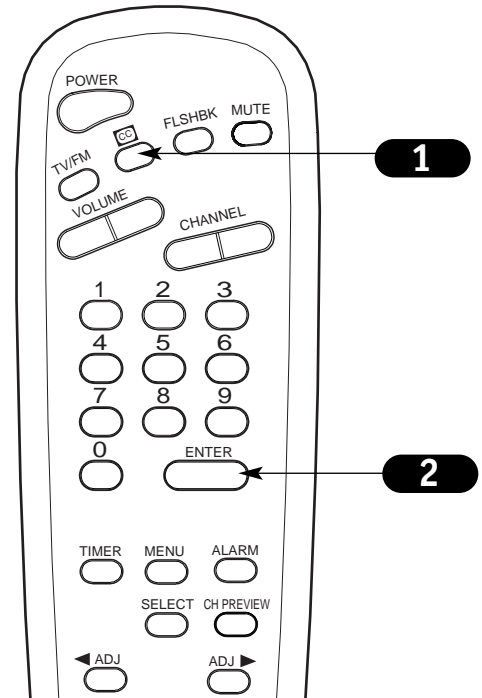 POWER
CC
FLSHBK
MUTE
1
TV/FM
VOLUME
CHANNEL
1 2 3
4 5 6
7 8 9
0 ENTER
2
TIMER MENU ALARM
SELECT CH PREVIEW
◀ ADJ ADJ ▶